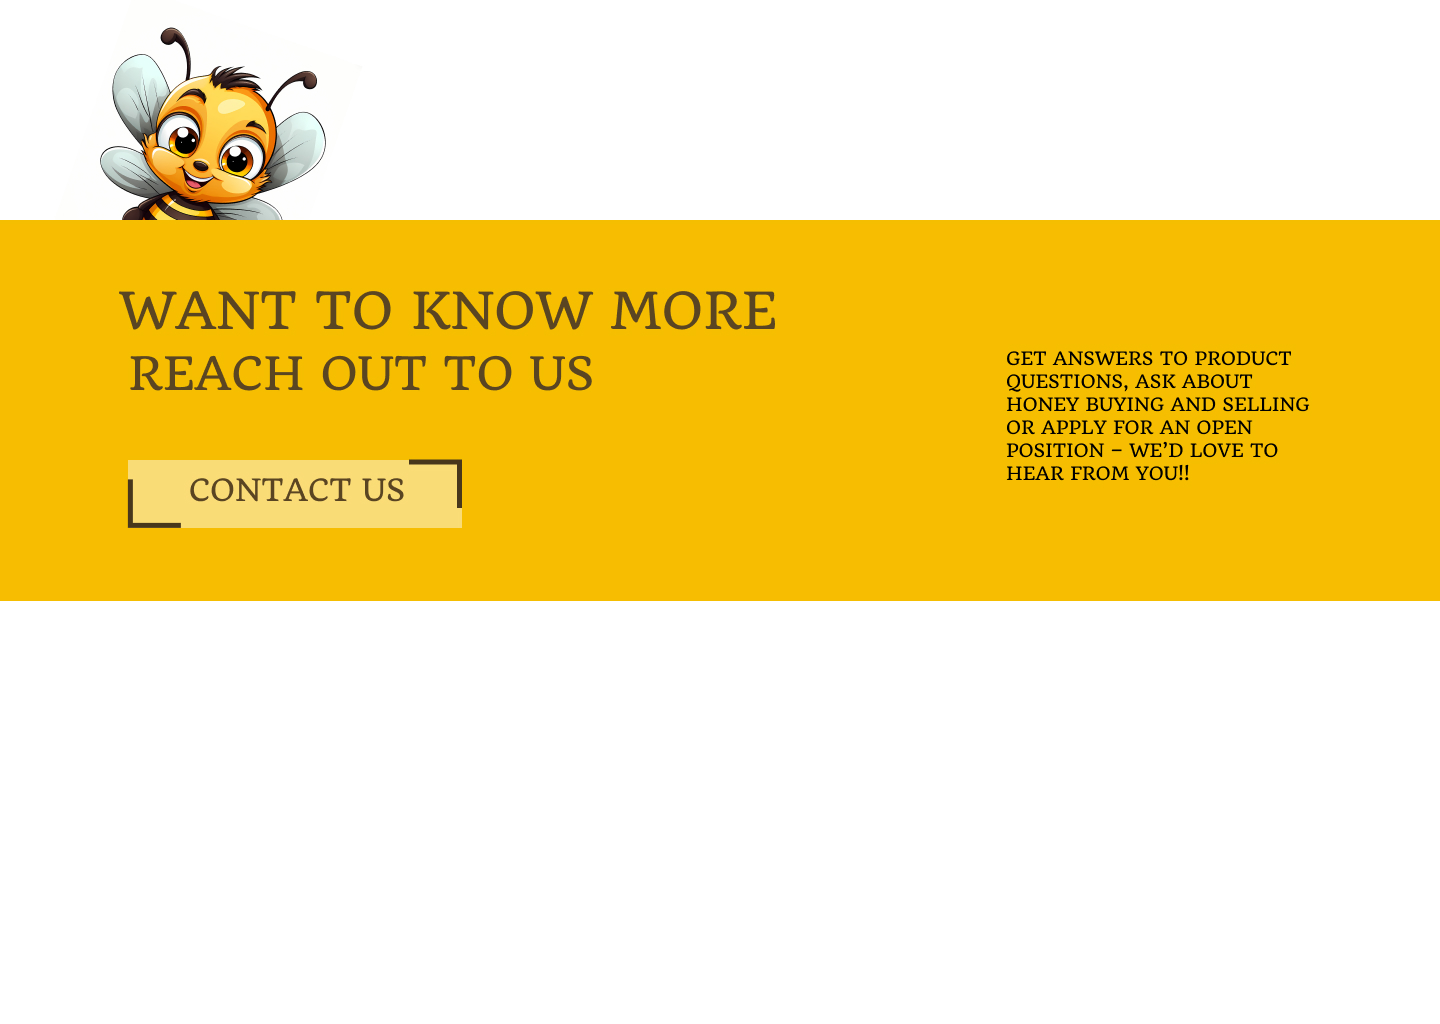 WANT TO KNOW MORE
REACH OUT TO US
CONTACT US
GET ANSWERS TO PRODUCT
QUESTIONS, ASK ABOUT
HONEY BUYING AND SELLING
OR APPLY FOR AN OPEN
POSITION – WE’D LOVE TO
HEAR FROM YOU!!